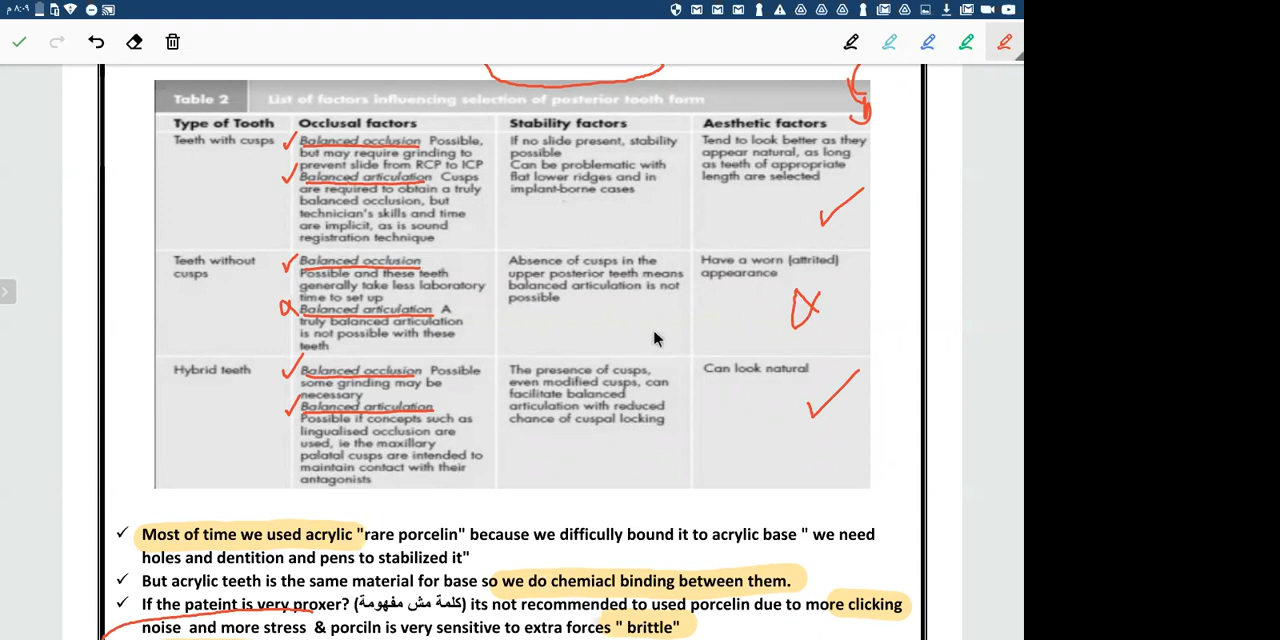 ٨:٠٩ م
Table 2 List of factors influencing selection of posterior tooth form
Type of Tooth Occlusal factors Stability factors Aesthetic factors
Teeth with cusps
Balanced occlusion Possible,
but may require grinding to
prevent slide from RCP to ICP
Balanced articulation Cusps
are required to obtain a truly
balanced occlusion, but
technician's skills and time
are implicit, as is sound
registration technique
If no slide present, stability
possible
Can be problematic with
flat lower ridges and in
implant-borne cases
Tend to look better as they
appear natural, as long
as teeth of appropriate
length are selected
Teeth without
cusps
Balanced occlusion
Possible and these teeth
generally take less laboratory
time to set up
Balanced articulation A
truly balanced articulation
is not possible with these
teeth
Absence of cusps in the
upper posterior teeth means
balanced articulation is not
possible
Have a worn (attrited)
appearance
Hybrid teeth
Balanced occlusion Possible
some grinding may be
necessary
Balanced articulation
Possible if concepts such as
lingualised occlusion are
used, ie the maxillary
palatal cusps are intended to
maintain contact with their
antagonists
The presence of cusps,
even modified cusps, can
facilitate balanced
articulation with reduced
chance of cuspal locking
Can look natural
✓ Most of time we used acrylic "rare porcelin" because we difficully bound it to acrylic base " we need
holes and dentition and pens to stabilized it"
✓ But acrylic teeth is the same material for base so we do chemiacl binding between them.
✓ If the pateint is very proxer? (كلمة مش مفهومة) its not recommended to used porcelin due to more clicking
noise and more stress & porciln is very sensitive to extra forces " brittle"